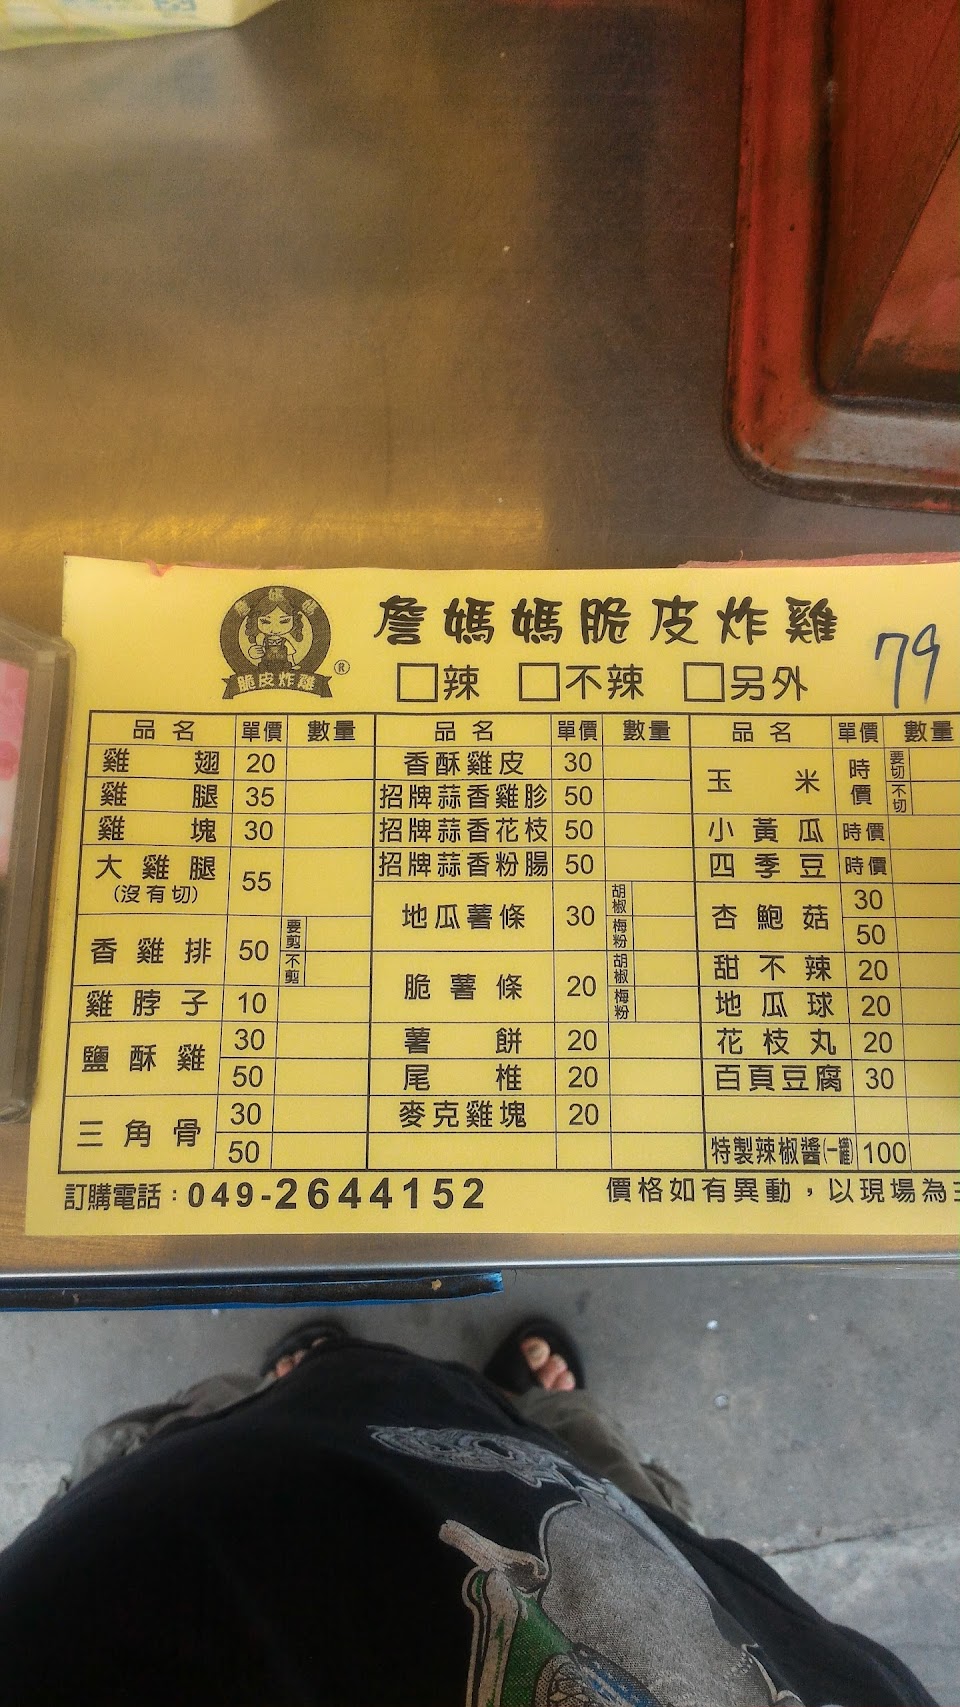 詹媽媽
脆皮炸雞
®
詹媽媽脆皮炸雞
□辣 □不辣 □另外
79
品名 單價 數量 品名 單價 數量 品名 單價 數量
雞翅 20
雞腿 35
雞塊 30
大雞腿 55
(沒有切)
香雞排 50 要剪 不剪
雞脖子 10
鹽酥雞 30
50
三角骨 30
50
香酥雞皮 30
招牌蒜香雞胗 50
招牌蒜香花枝 50
招牌蒜香粉腸 50
地瓜薯條 30 胡椒 梅粉
脆薯條 20 胡椒 梅粉
薯餅 20
尾椎 20
麥克雞塊 20
玉米 時價 要切 不切
小黃瓜 時價
四季豆 時價
杏鮑菇 30
50
甜不辣 20
地瓜球 20
花枝丸 20
百頁豆腐 30
特製辣椒醬(一罐) 100
訂購電話：049-2644152
價格如有異動，以現場為